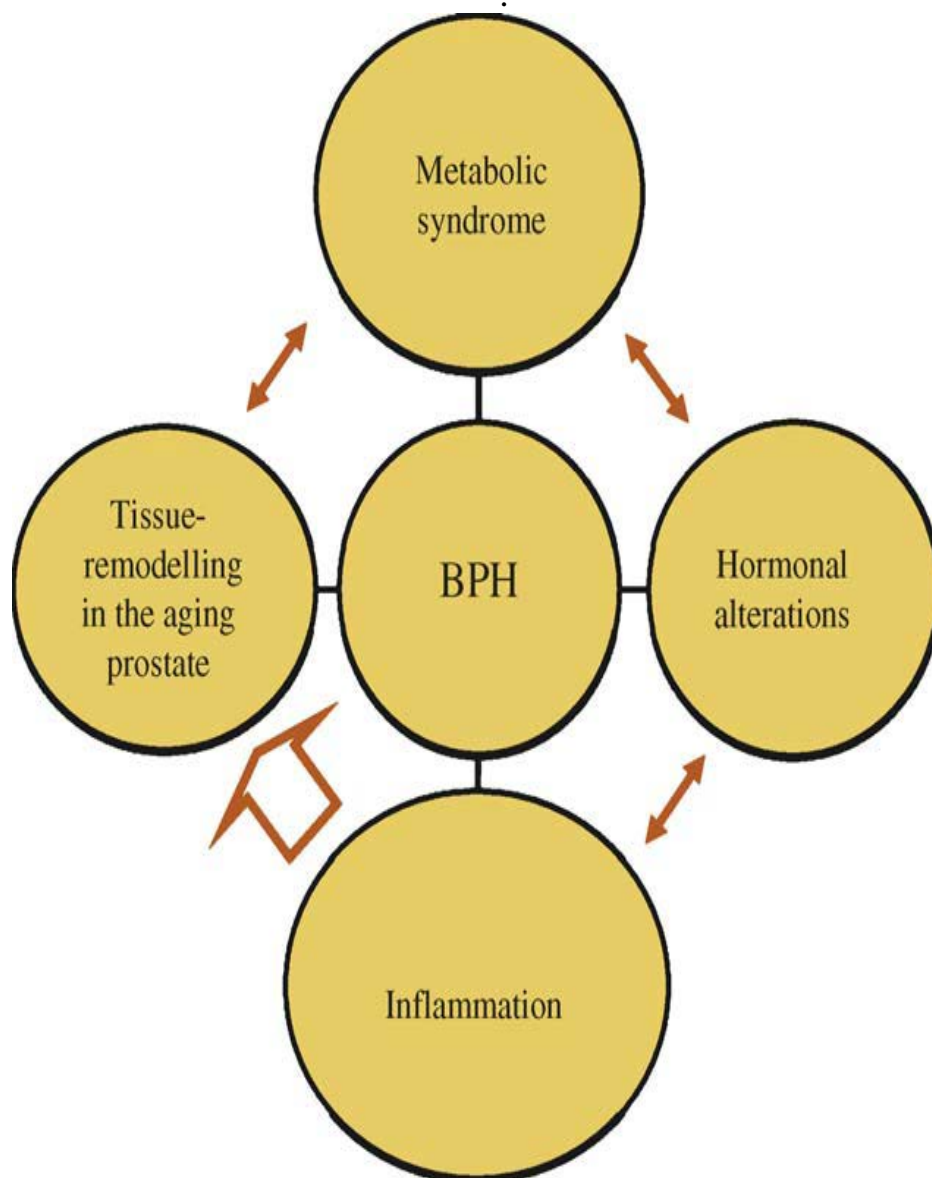 Metabolic
syndrome
Tissue-
remodelling
in the aging
prostate
BPH
Hormonal
alterations
Inflammation